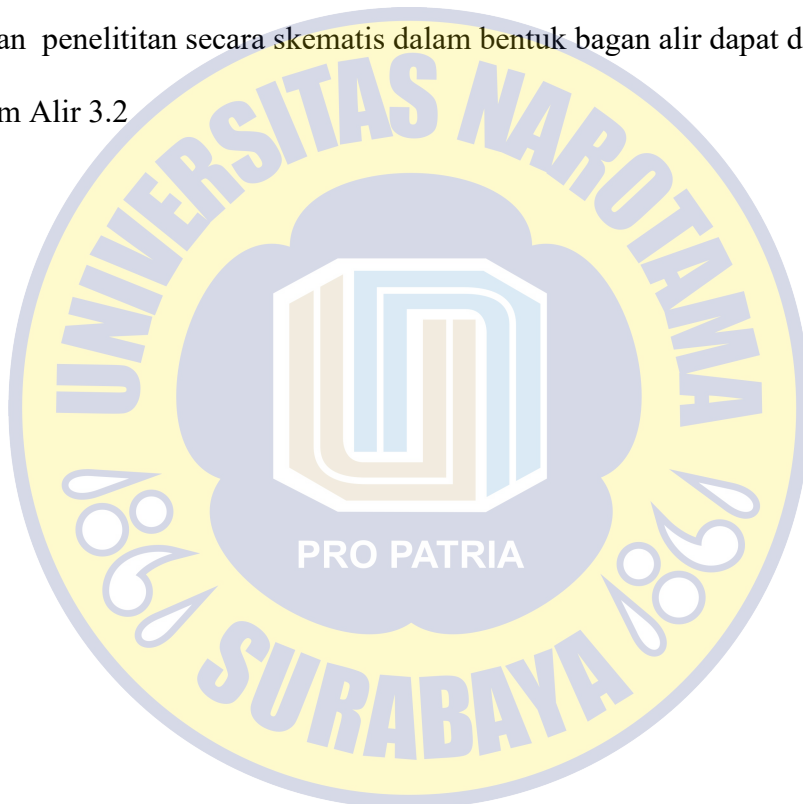 an penelititan secara skematis dalam bentuk bagan alir dapat d
m Alir 3.2
UNIVERSITAS NAROTAMA
PRO PATRIA
SURABAYA